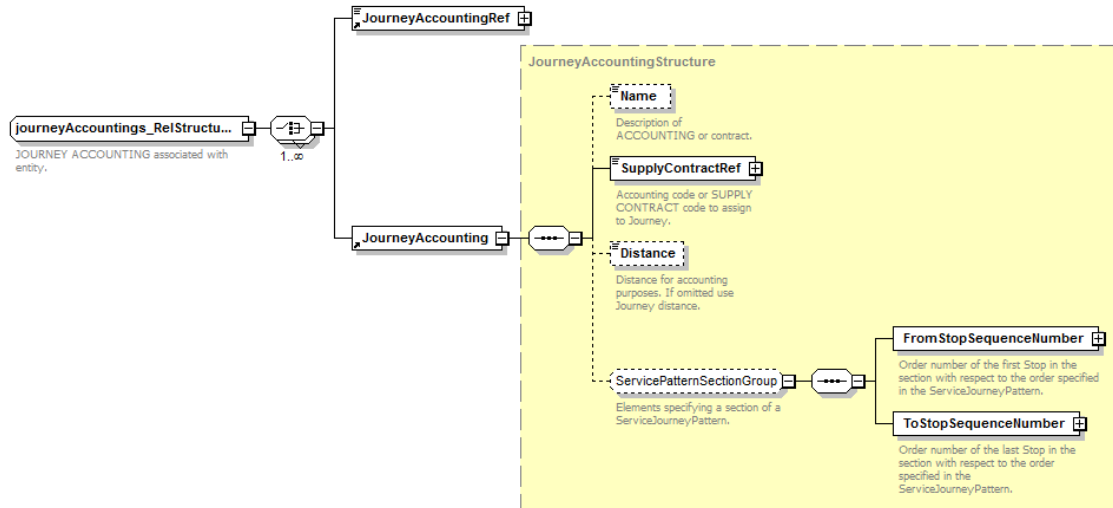 JourneyAccountingRef
JourneyAccountingStructure
Name
Description of
ACCOUNTING or contract.
journeyAccountings_RelStructu...
JOURNEY ACCOUNTING associated with
entity.
1..∞
SupplyContractRef
Accounting code or SUPPLY
CONTRACT code to assign
to Journey.
JourneyAccounting
Distance
Distance for accounting
purposes. If omitted use
Journey distance.
ServicePatternSectionGroup
Elements specifying a section of a
ServiceJourneyPattern.
FromStopSequenceNumber
Order number of the first Stop in the
section with respect to the order specified
in the ServiceJourneyPattern.
ToStopSequenceNumber
Order number of the last Stop in the
section with respect to the order
specified in the
ServiceJourneyPattern.